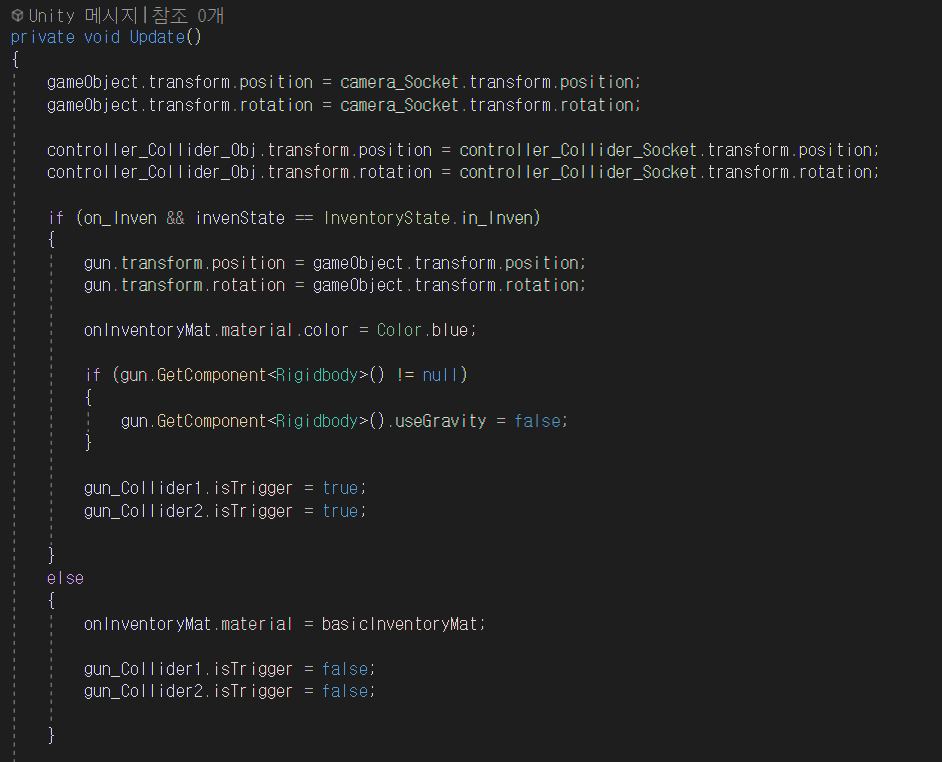 Unity 메시지 | 참조 0개
private void Update()
{
gameObject.transform.position = camera_Socket.transform.position;
gameObject.transform.rotation = camera_Socket.transform.rotation;
controller_Collider_Obj.transform.position = controller_Collider_Socket.transform.position;
controller_Collider_Obj.transform.rotation = controller_Collider_Socket.transform.rotation;
if (on_Inven && invenState == InventoryState.in_Inven)
{
gun.transform.position = gameObject.transform.position;
gun.transform.rotation = gameObject.transform.rotation;
onInventoryMat.material.color = Color.blue;
if (gun.GetComponent<Rigidbody>() != null)
{
gun.GetComponent<Rigidbody>().useGravity = false;
}
gun_Collider1.isTrigger = true;
gun_Collider2.isTrigger = true;
}
else
{
onInventoryMat.material = basicInventoryMat;
gun_Collider1.isTrigger = false;
gun_Collider2.isTrigger = false;
}